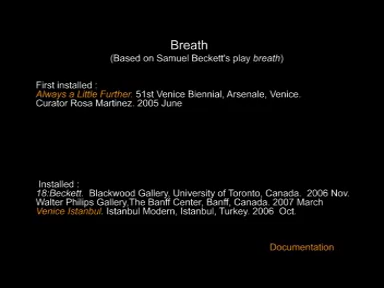 Breath
(Based on Samuel Beckett's play breath)
First installed :
Always a Little Further. 51st Venice Biennial, Arsenale, Venice.
Curator Rosa Martinez. 2005 June
Installed :
18:Beckett. Blackwood Gallery, University of Toronto, Canada. 2006 Nov.
Walter Philips Gallery,The Banff Center, Banff, Canada. 2007 March
Venice Istanbul. Istanbul Modern, Istanbul, Turkey. 2006 Oct.
Documentation